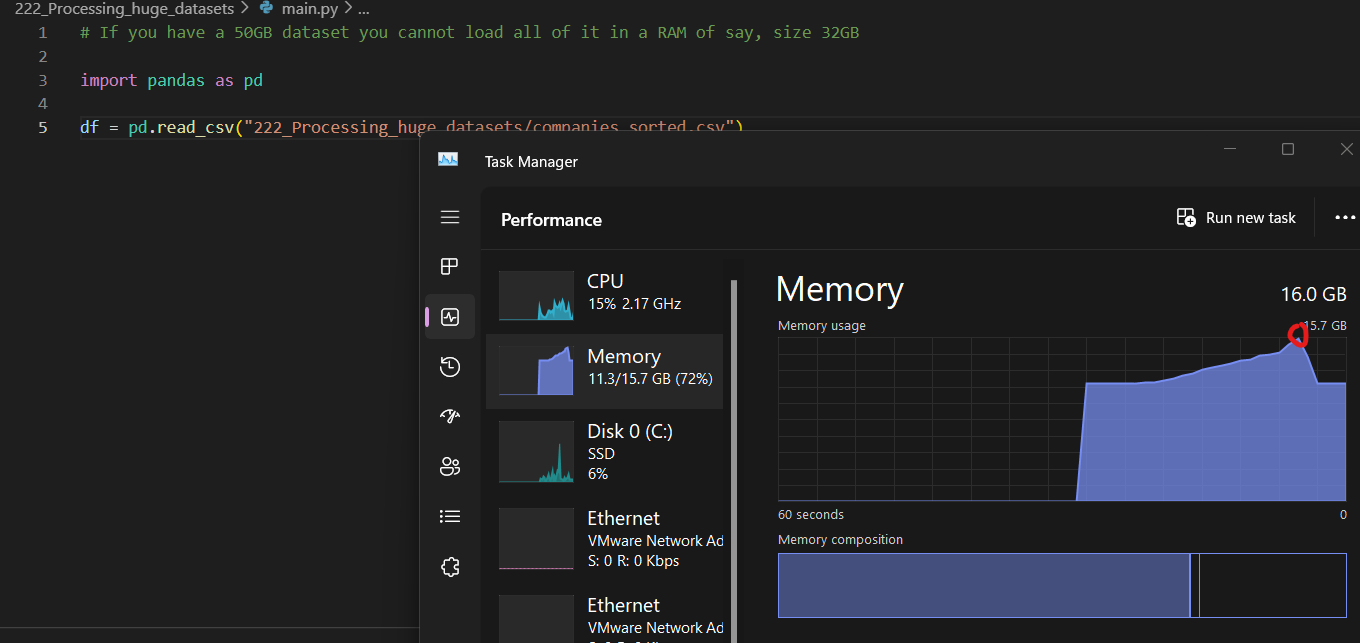 222_Processing_huge_datasets > main.py > ...
1 # If you have a 50GB dataset you cannot load all of it in a RAM of say, size 32GB
2
3 import pandas as pd
4
5 df = pd.read_csv("222_Processing_huge_datasets/companies_sorted.csv")
Task Manager
Performance
Run new task
CPU
15% 2.17 GHz
Memory
11.3/15.7 GB (72%)
Disk 0 (C:)
SSD
6%
Ethernet
VMware Network Ad
S: 0 R: 0 Kbps
Ethernet
VMware Network Ad
Memory
16.0 GB
Memory usage
15.7 GB
60 seconds
0
Memory composition